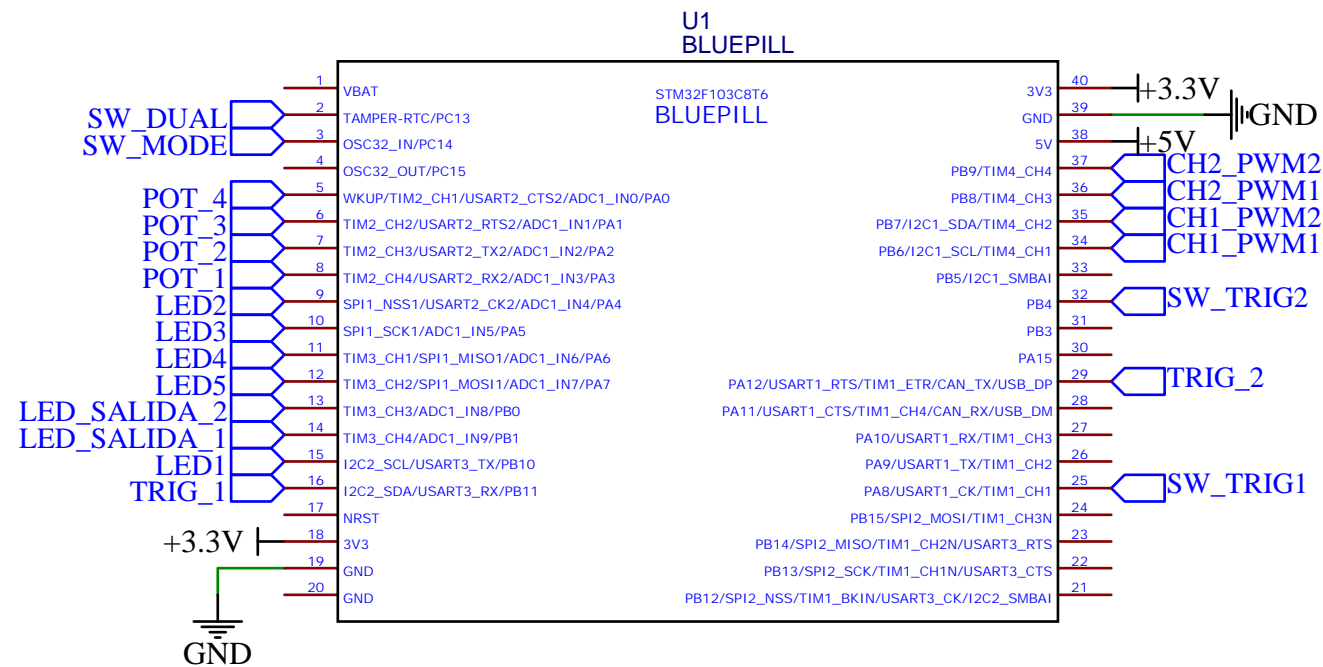 U1
BLUEPILL
STM32F103C8T6
BLUEPILL
1 VBAT
SW_DUAL 2 TAMPER-RTC/PC13
SW_MODE 3 OSC32_IN/PC14
4 OSC32_OUT/PC15
POT_4 5 WKUP/TIM2_CH1/USART2_CTS2/ADC1_IN0/PA0
POT_3 6 TIM2_CH2/USART2_RTS2/ADC1_IN1/PA1
POT_2 7 TIM2_CH3/USART2_TX2/ADC1_IN2/PA2
POT_1 8 TIM2_CH4/USART2_RX2/ADC1_IN3/PA3
LED2 9 SPI1_NSS1/USART2_CK2/ADC1_IN4/PA4
LED3 10 SPI1_SCK1/ADC1_IN5/PA5
LED4 11 TIM3_CH1/SPI1_MISO1/ADC1_IN6/PA6
LED5 12 TIM3_CH2/SPI1_MOSI1/ADC1_IN7/PA7
LED_SALIDA_2 13 TIM3_CH3/ADC1_IN8/PB0
LED_SALIDA_1 14 TIM3_CH4/ADC1_IN9/PB1
LED1 15 I2C2_SCL/USART3_TX/PB10
TRIG_1 16 I2C2_SDA/USART3_RX/PB11
17 NRST
+3.3V 18 3V3
19 GND
20 GND
GND
3V3 40 +3.3V
GND 39 GND
5V 38 +5V
PB9/TIM4_CH4 37 CH2_PWM2
PB8/TIM4_CH3 36 CH2_PWM1
PB7/I2C1_SDA/TIM4_CH2 35 CH1_PWM2
PB6/I2C1_SCL/TIM4_CH1 34 CH1_PWM1
PB5/I2C1_SMBAI 33
PB4 32 SW_TRIG2
PB3 31
PA15 30
PA12/USART1_RTS/TIM1_ETR/CAN_TX/USB_DP 29 TRIG_2
PA11/USART1_CTS/TIM1_CH4/CAN_RX/USB_DM 28
PA10/USART1_RX/TIM1_CH3 27
PA9/USART1_TX/TIM1_CH2 26
PA8/USART1_CK/TIM1_CH1 25 SW_TRIG1
PB15/SPI2_MOSI/TIM1_CH3N 24
PB14/SPI2_MISO/TIM1_CH2N/USART3_RTS 23
PB13/SPI2_SCK/TIM1_CH1N/USART3_CTS 22
PB12/SPI2_NSS/TIM1_BKIN/USART3_CK/I2C2_SMBAI 21